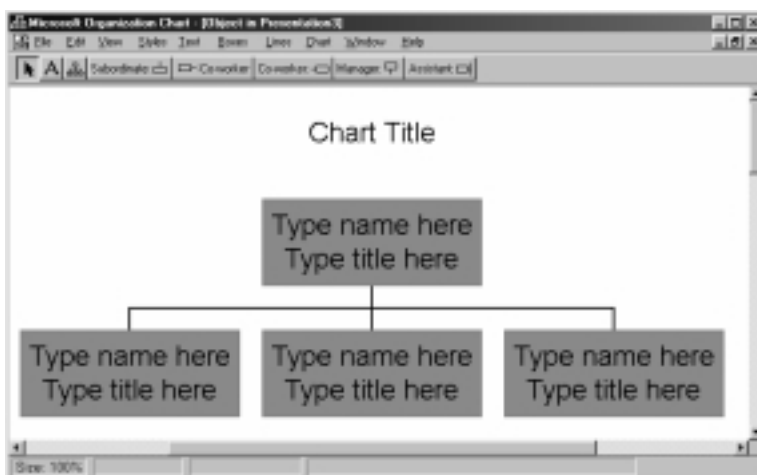 Microsoft Organization Chart - [Object in Presentation3]
File Edit View Styles Text Boxes Lines Chart Window Help
A Subordinate: Co-worker Co-worker: Manager: Assistant:
Chart Title
Type name here
Type title here
Type name here Type name here Type name here
Type title here Type title here Type title here
Size: 100%